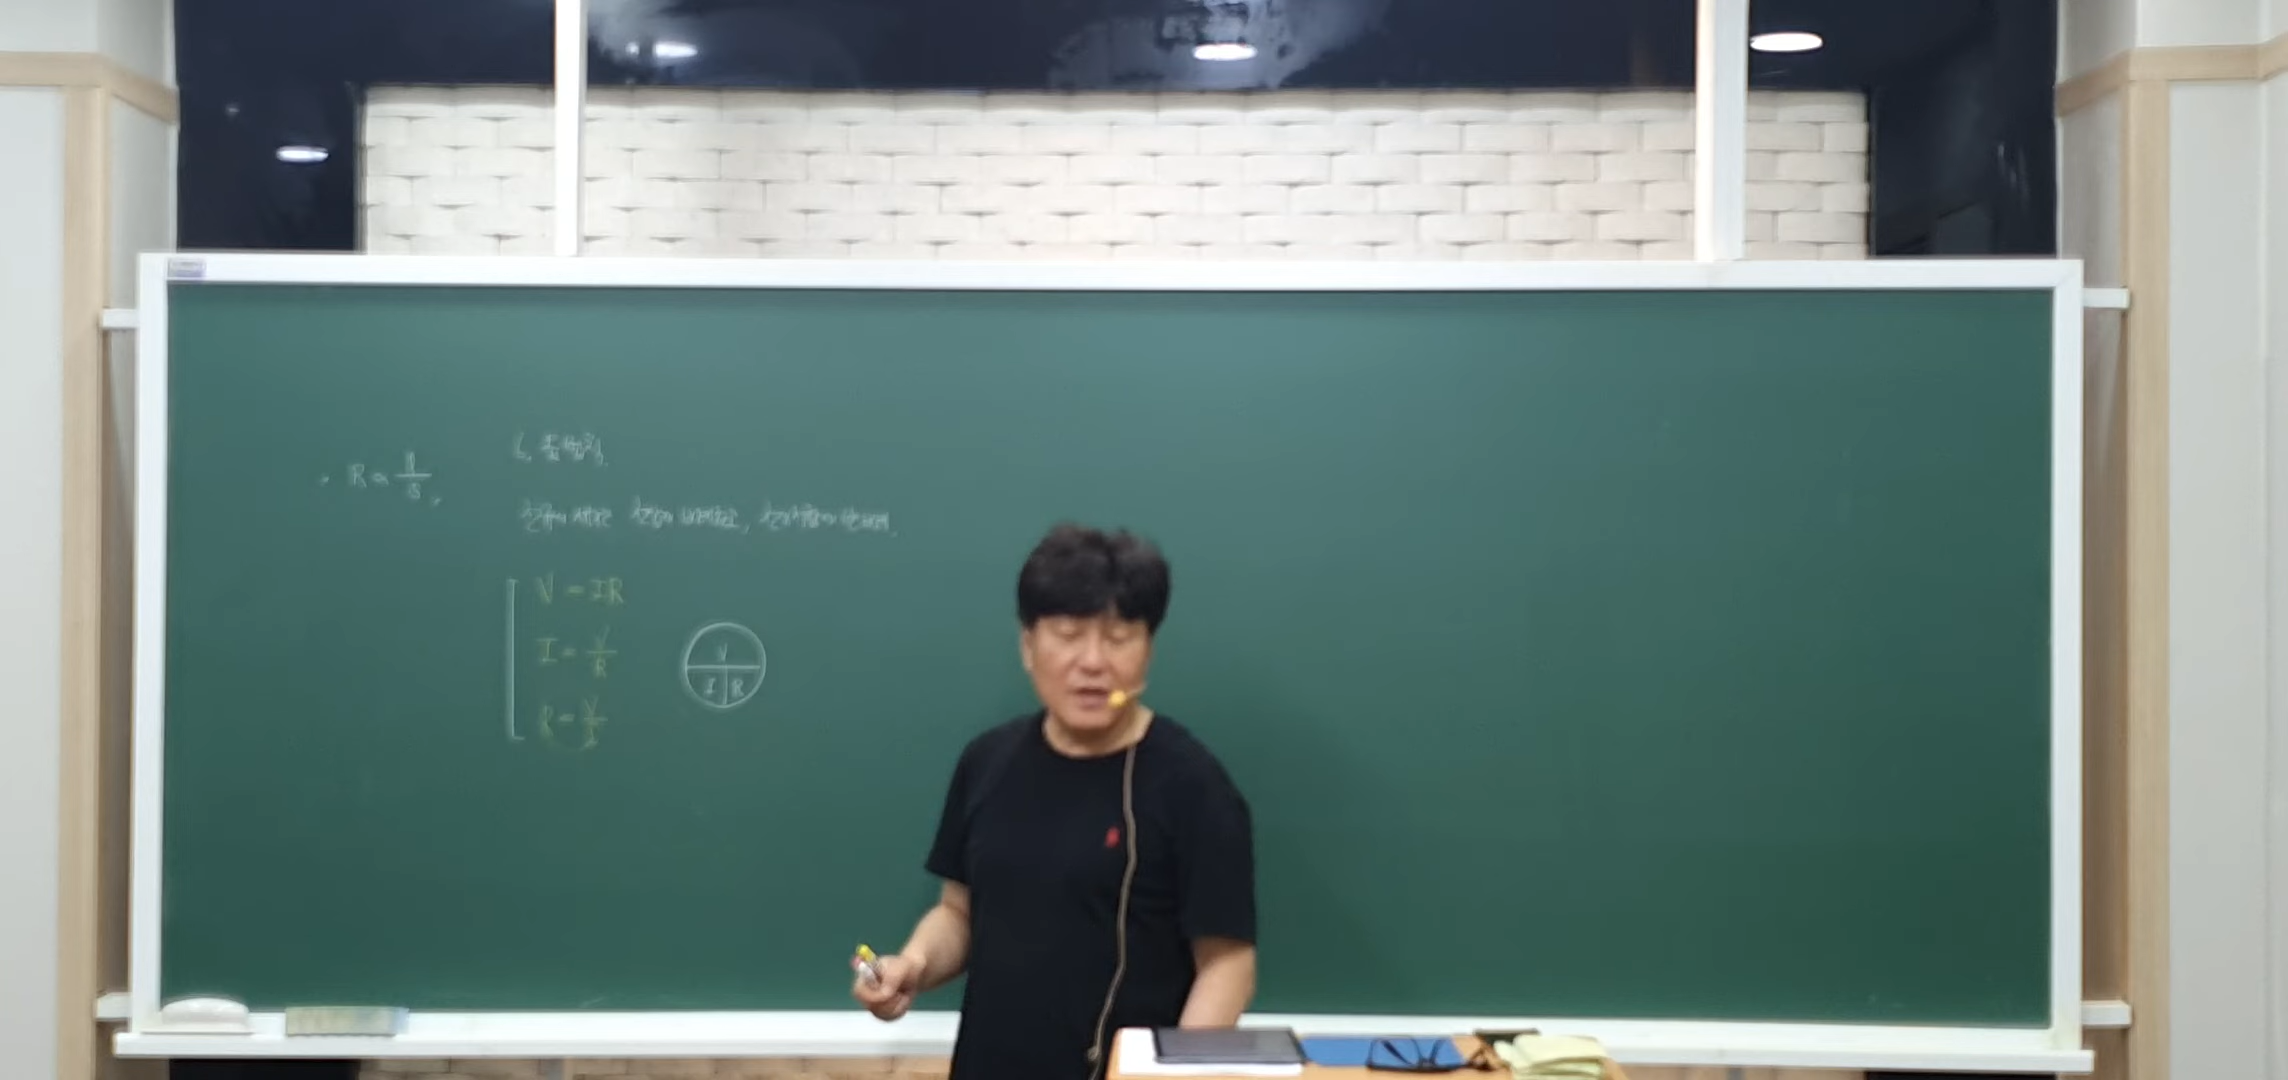 R ∝ l/S
6. 옴법칙.
전류의 세기는 전압에 비례하고, 전기저항에 반비례.
V = IR
I = V/R
R = V/I
V
I R